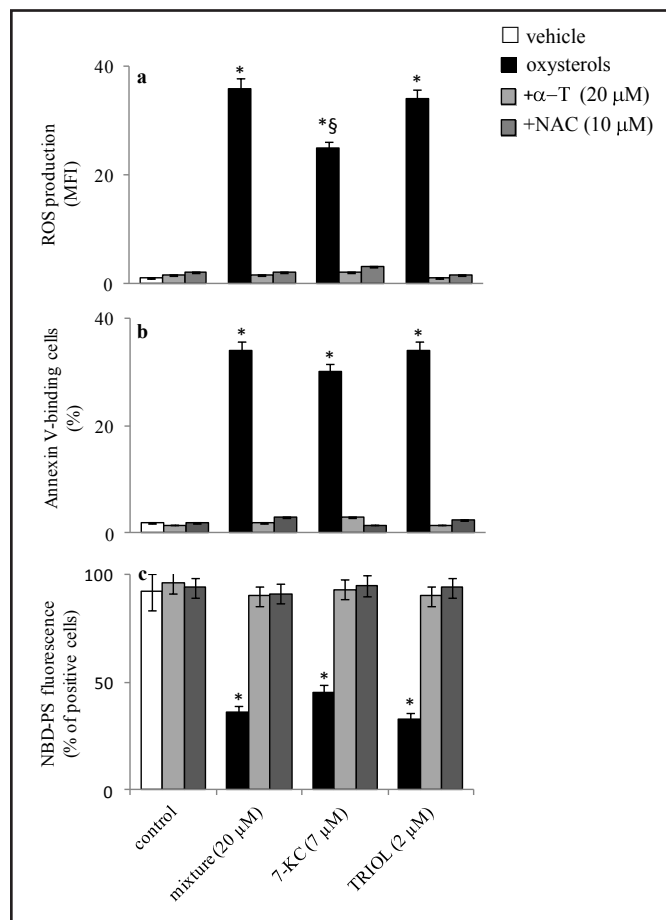 vehicle
oxysterols
+α–T (20 µM)
+NAC (10 µM)
a
40
20
0
ROS production
(MFI)
*
*§
*
b
40
20
0
Annexin V-binding cells
(%)
*
*
*
c
100
50
0
NBD-PS fluorescence
(% of positive cells)
*
*
*
control
mixture (20 µM)
7-KC (7 µM)
TRIOL (2 µM)